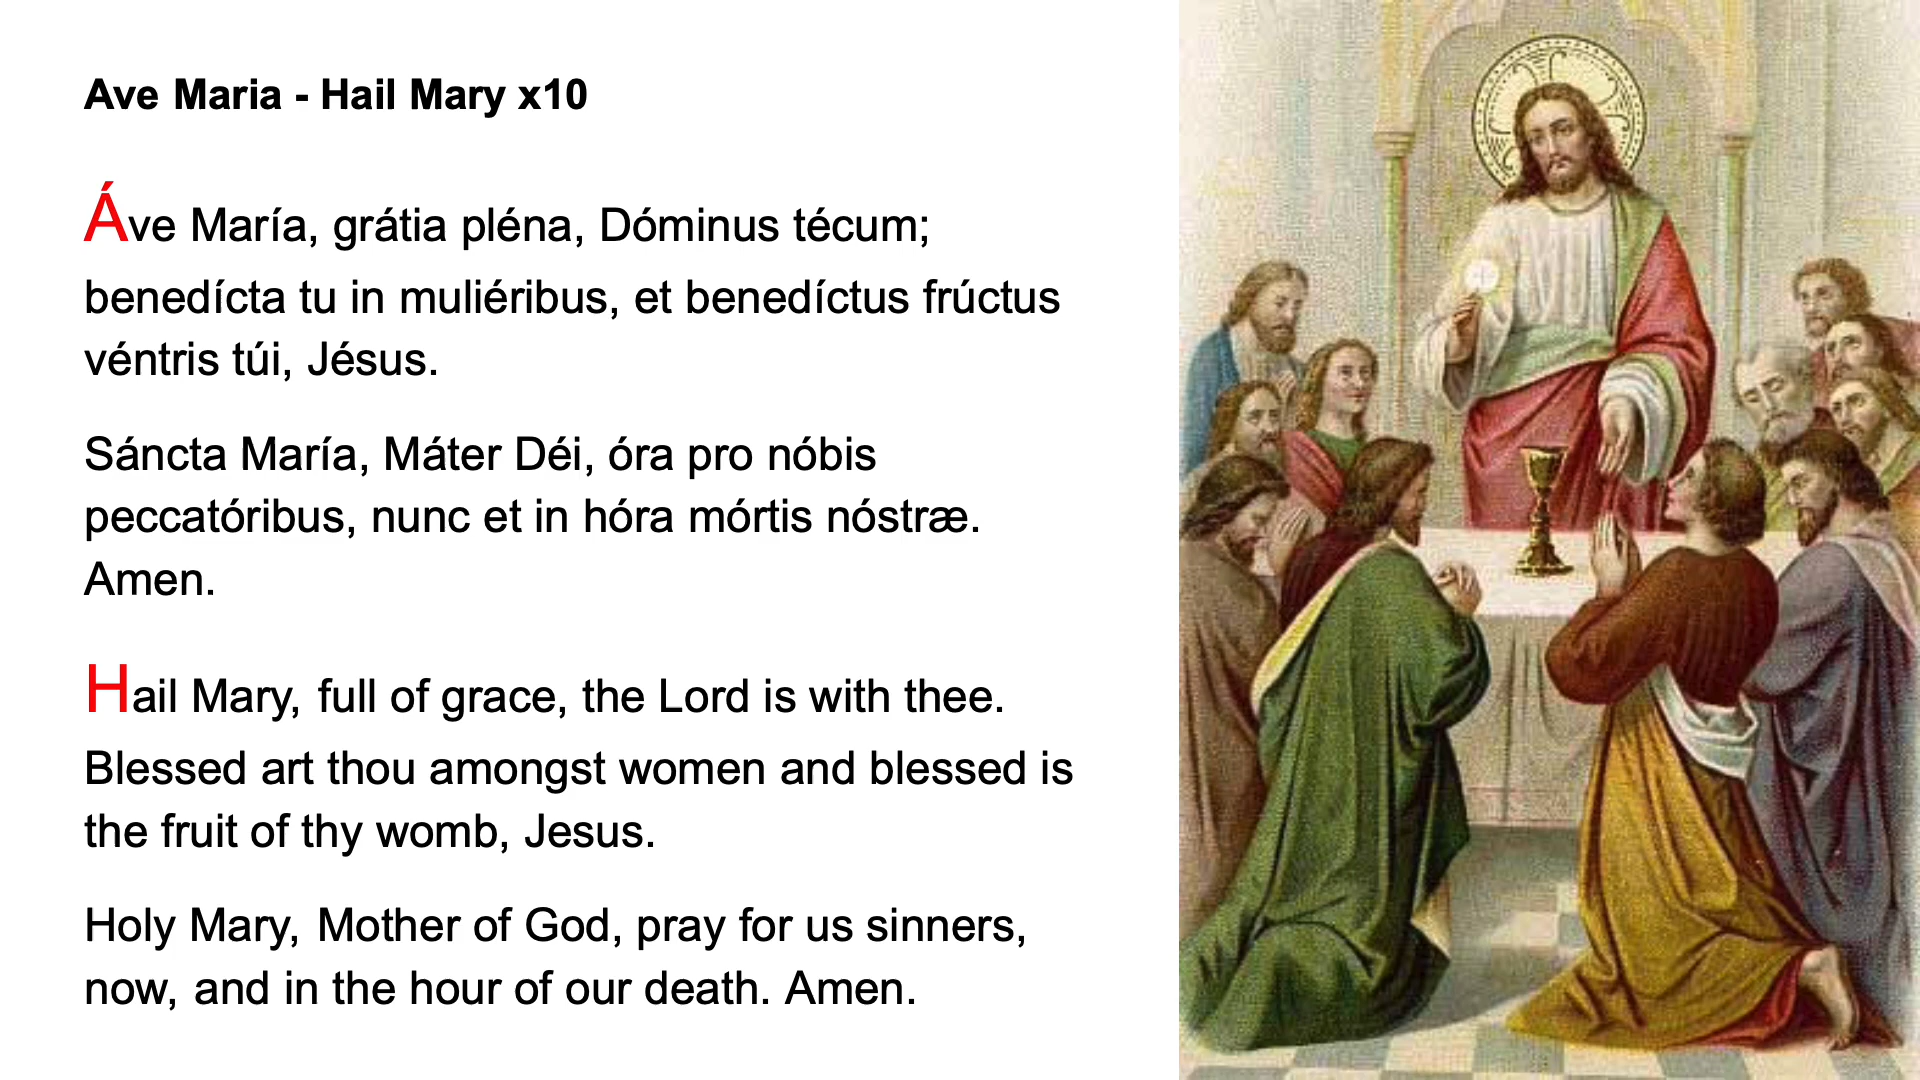 Ave Maria - Hail Mary x10
Áve María, grátia pléna, Dóminus técum;
benedícta tu in muliéribus, et benedíctus frúctus
véntris túi, Jésus.
Sáncta María, Máter Déi, óra pro nóbis
peccatóribus, nunc et in hóra mórtis nóstræ.
Amen.
Hail Mary, full of grace, the Lord is with thee.
Blessed art thou amongst women and blessed is
the fruit of thy womb, Jesus.
Holy Mary, Mother of God, pray for us sinners,
now, and in the hour of our death. Amen.